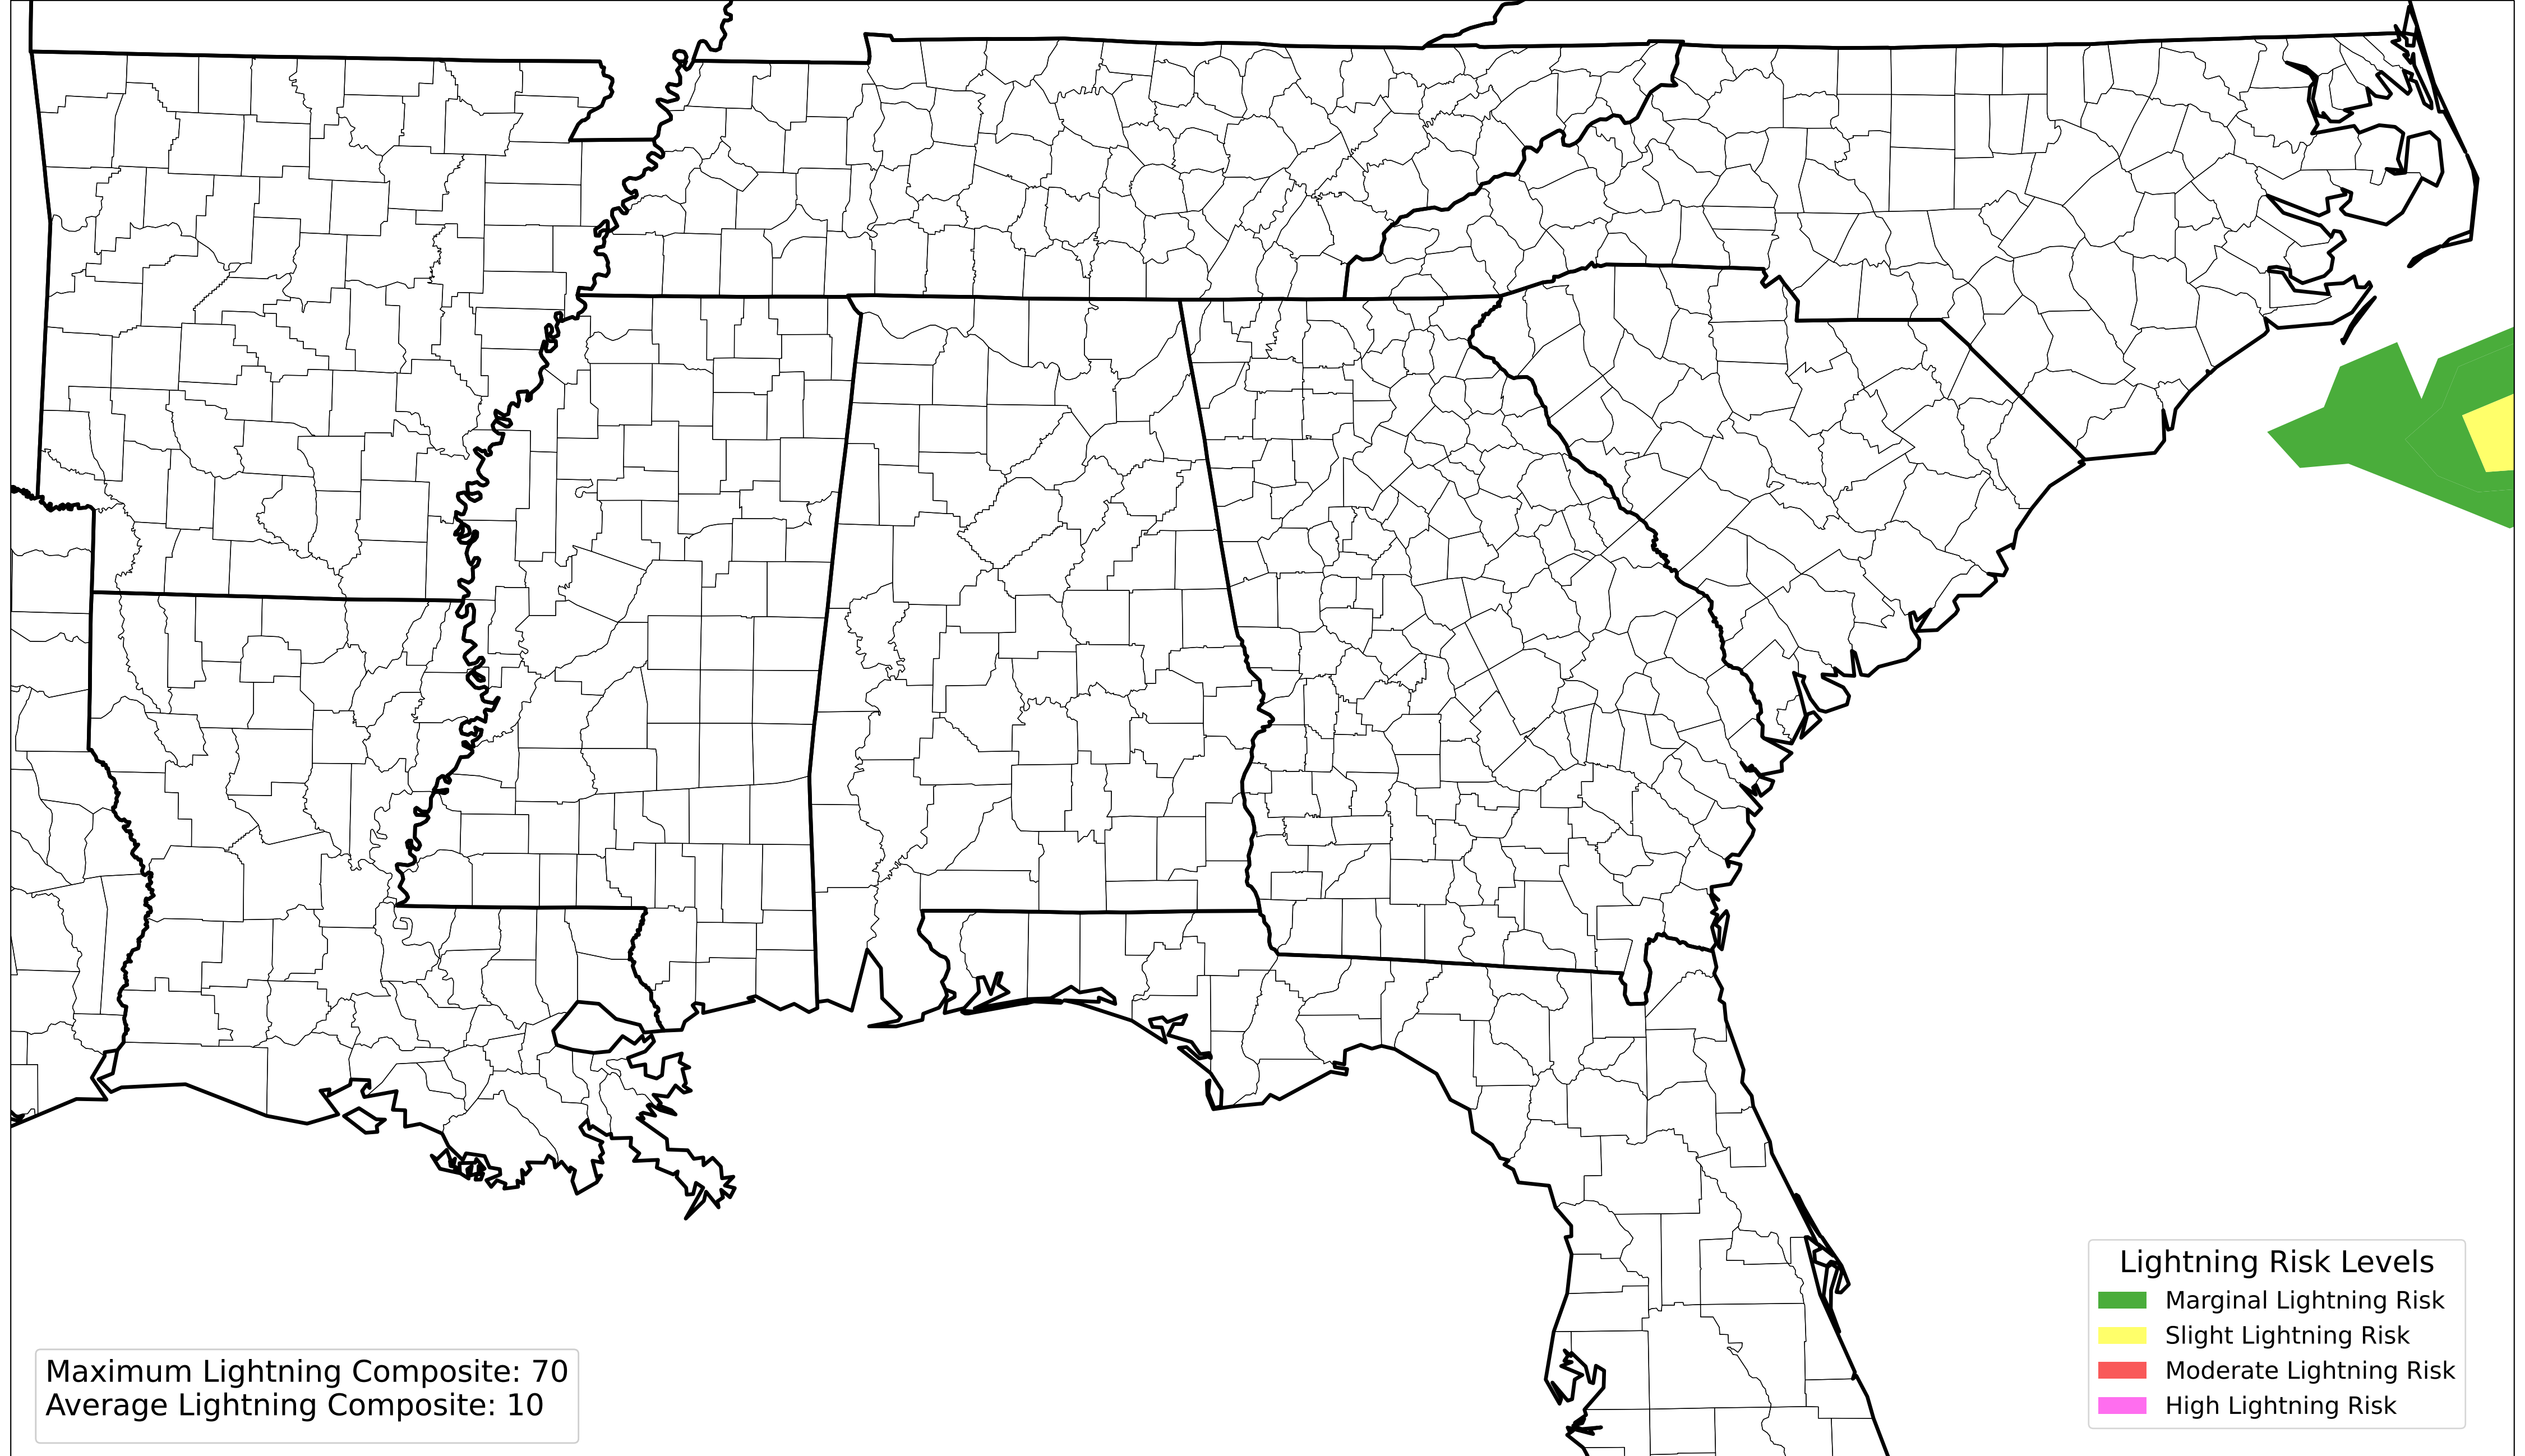 Maximum Lightning Composite: 70
Average Lightning Composite: 10
Lightning Risk Levels
Marginal Lightning Risk
Slight Lightning Risk
Moderate Lightning Risk
High Lightning Risk